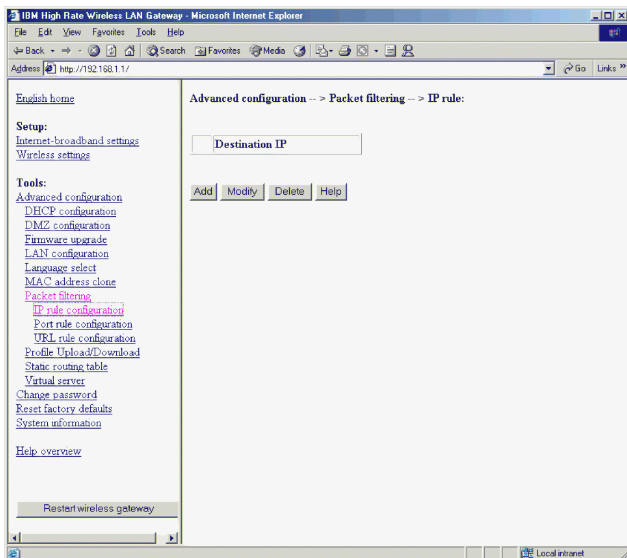 IBM High Rate Wireless LAN Gateway - Microsoft Internet Explorer
File Edit View Favorites Tools Help
Back Search Favorites Media
Address http://192.168.1.1/ Go Links »
English home
Advanced configuration -- > Packet filtering -- > IP rule:
Setup:
Internet-broadband settings
Wireless settings
Destination IP
Tools:
Advanced configuration
DHCP configuration
DMZ configuration
Firmware upgrade
LAN configuration
Language select
MAC address clone
Packet filtering
IP rule configuration
Port rule configuration
URL rule configuration
Profile Upload/Download
Static routing table
Virtual server
Change password
Reset factory defaults
System information
Help overview
Restart wireless gateway
Add Modify Delete Help
Local intranet